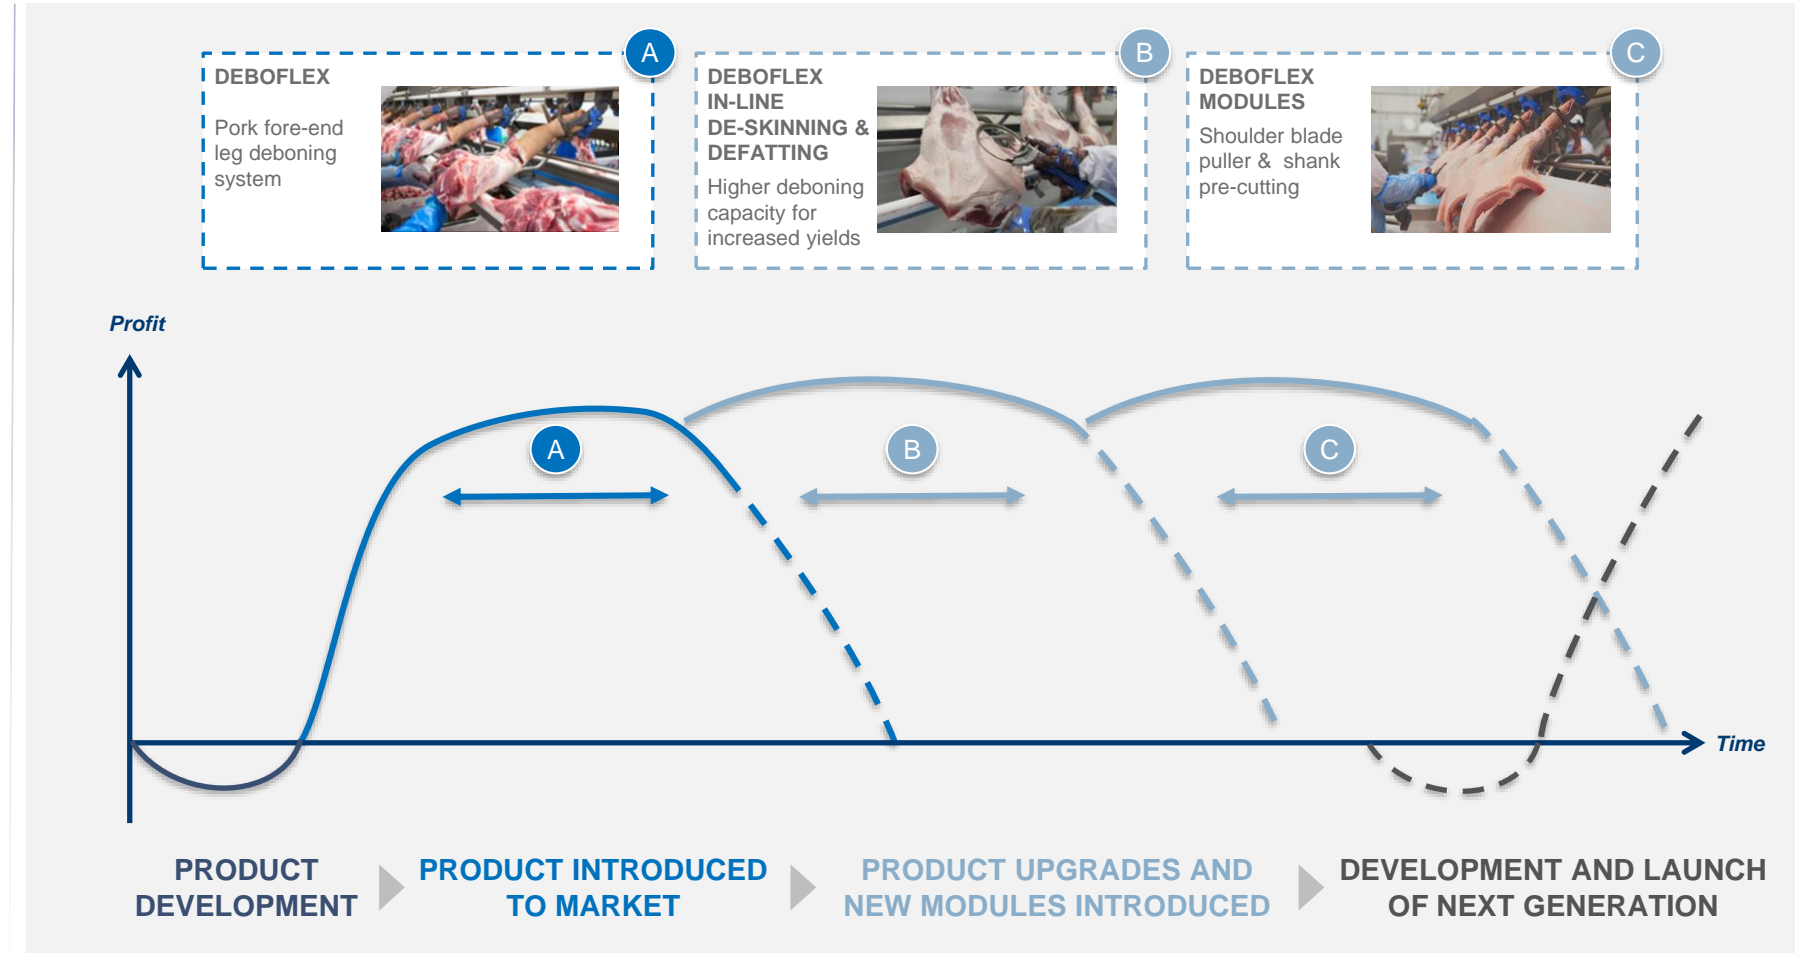 A
DEBOFLEX
Pork fore-end
leg deboning
system
B
DEBOFLEX
IN-LINE
DE-SKINNING &
DEFATTING
Higher deboning
capacity for
increased yields
C
DEBOFLEX
MODULES
Shoulder blade
puller &  shank
pre-cutting
Profit
A
B
C
Time
PRODUCT
DEVELOPMENT
PRODUCT INTRODUCED
TO MARKET
PRODUCT UPGRADES AND
NEW MODULES INTRODUCED
DEVELOPMENT AND LAUNCH
OF NEXT GENERATION